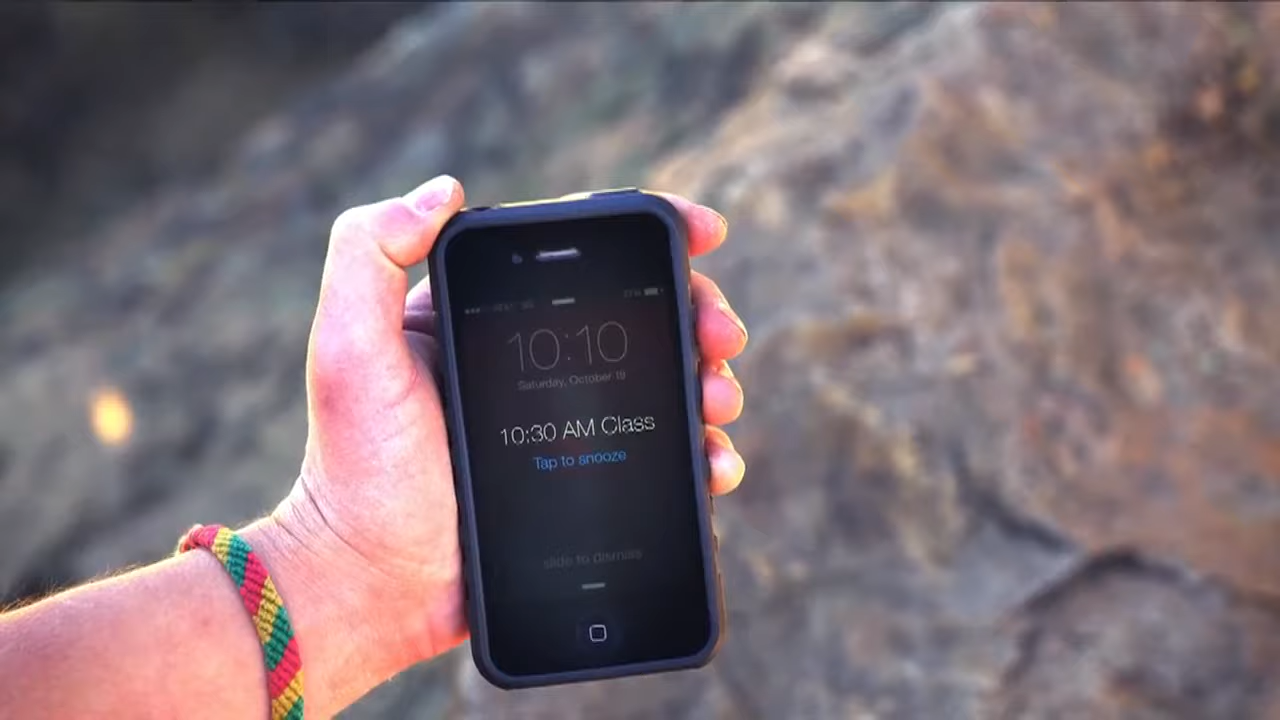 10:10
Saturday, October 19
10:30 AM Class
Tap to snooze
slide to dismiss